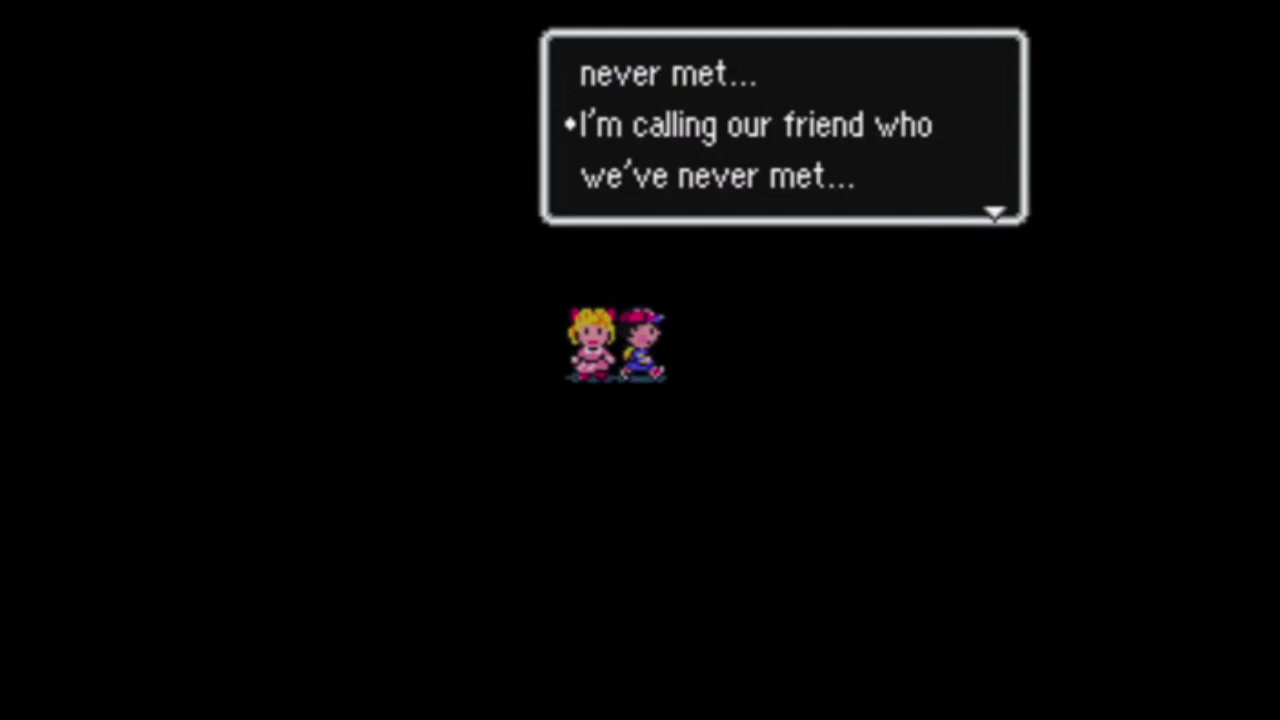 never met...
•I'm calling our friend who
we've never met...